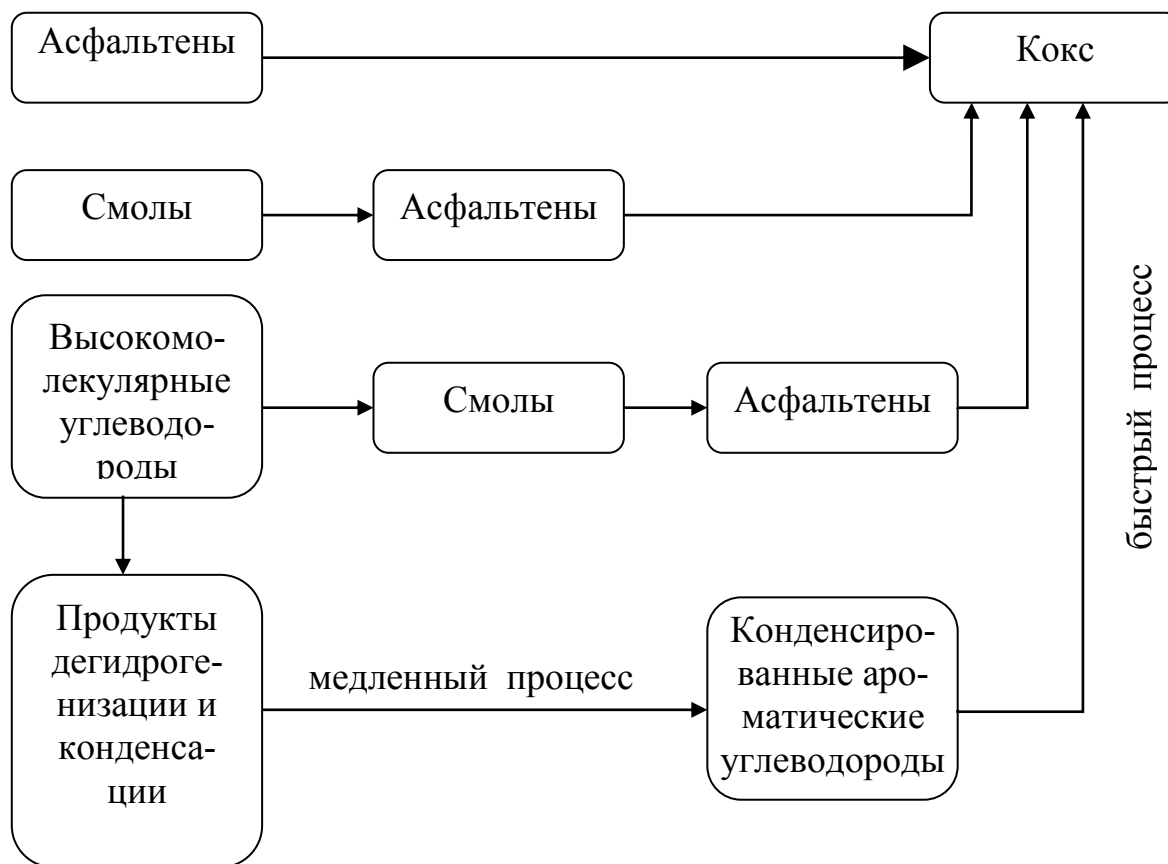 Асфальтены
Кокс
Смолы
Асфальтены
Высокомо-
лекулярные
углеводо-
роды
Смолы
Асфальтены
быстрый процесс
Продукты
дегидроге-
низации и
конденса-
ции
медленный процесс
Конденсиро-
ванные аро-
матические
углеводороды